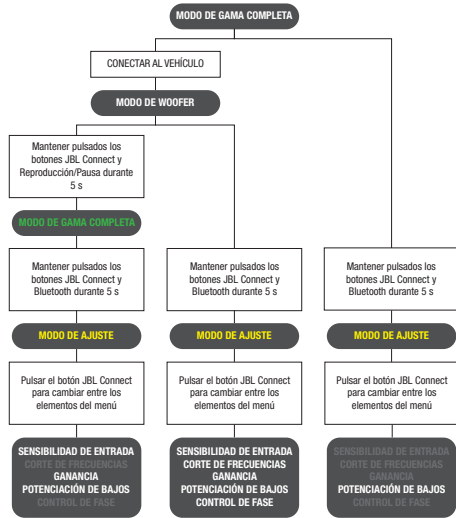 MODO DE GAMA COMPLETA
CONECTAR AL VEHÍCULO
MODO DE WOOFER
Mantener pulsados los
botones JBL Connect y
Reproducción/Pausa durante
5 s
MODO DE GAMA COMPLETA
Mantener pulsados los
botones JBL Connect y
Bluetooth durante 5 s
MODO DE AJUSTE
Pulsar el botón JBL Connect
para cambiar entre los
elementos del menú
SENSIBILIDAD DE ENTRADA
CORTE DE FRECUENCIAS
GANANCIA
POTENCIACIÓN DE BAJOS
CONTROL DE FASE
Mantener pulsados los
botones JBL Connect y
Bluetooth durante 5 s
MODO DE AJUSTE
Pulsar el botón JBL Connect
para cambiar entre los
elementos del menú
SENSIBILIDAD DE ENTRADA
CORTE DE FRECUENCIAS
GANANCIA
POTENCIACIÓN DE BAJOS
CONTROL DE FASE
Mantener pulsados los
botones JBL Connect y
Bluetooth durante 5 s
MODO DE AJUSTE
Pulsar el botón JBL Connect
para cambiar entre los
elementos del menú
SENSIBILIDAD DE ENTRADA
CORTE DE FRECUENCIAS
GANANCIA
POTENCIACIÓN DE BAJOS
CONTROL DE FASE